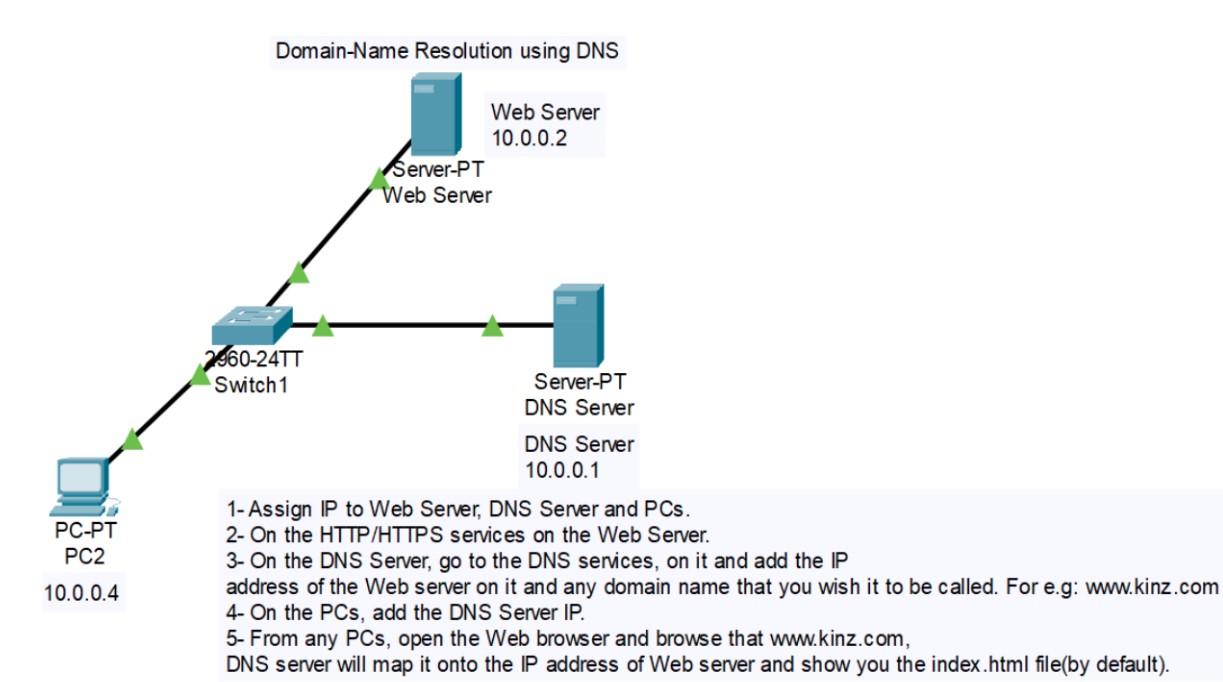 Domain-Name Resolution using DNS
Web Server
10.0.0.2
Server-PT
Web Server
2960-24TT
Switch1
Server-PT
DNS Server
DNS Server
10.0.0.1
PC-PT
PC2
10.0.0.4
1- Assign IP to Web Server, DNS Server and PCs.
2- On the HTTP/HTTPS services on the Web Server.
3- On the DNS Server, go to the DNS services, on it and add the IP
address of the Web server on it and any domain name that you wish it to be called. For e.g: www.kinz.com
4- On the PCs, add the DNS Server IP.
5- From any PCs, open the Web browser and browse that www.kinz.com,
DNS server will map it onto the IP address of Web server and show you the index.html file(by default).